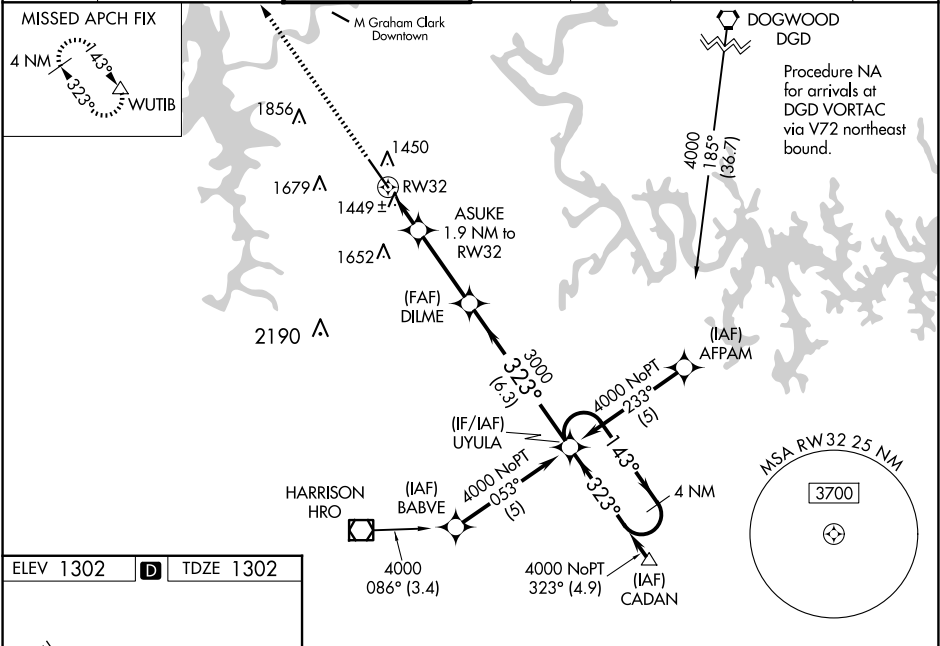 MISSED APCH FIX
4 NM
143°
323°
WUTIB
M Graham Clark
Downtown
DOGWOOD
DGD
Procedure NA
for arrivals at
DGD VORTAC
via V72 northeast
bound.
4000
185°
(36.7)
1856
1450
1679
RW32
1449 ±
ASUKE
1.9 NM to
RW32
1652
(FAF)
DILME
2190
3000
323°
(6.3)
(IAF)
AFPAM
4000 NoPT
233°
(5)
(IF/IAF)
UYULA
143°
323°
4 NM
MSA RW32 25 NM
3700
HARRISON
HRO
(IAF)
BABVE
4000 NoPT
053°
(5)
4000
086° (3.4)
4000 NoPT
323° (4.9)
(IAF)
CADAN
ELEV 1302
D
TDZE 1302